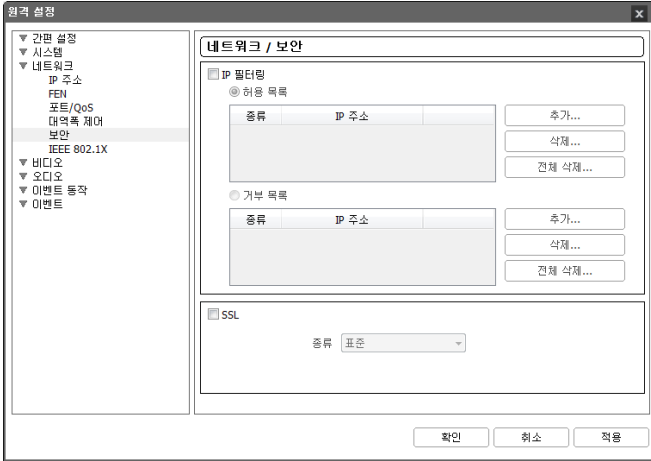 원격 설정
간편 설정
시스템
네트워크
IP 주소
FEN
포트/QoS
대역폭 제어
보안
IEEE 802.1X
비디오
오디오
이벤트 동작
이벤트
네트워크 / 보안
IP 필터링
허용 목록
종류 IP 주소
추가...
삭제...
전체 삭제...
거부 목록
종류 IP 주소
추가...
삭제...
전체 삭제...
SSL
종류 표준
확인 취소 적용